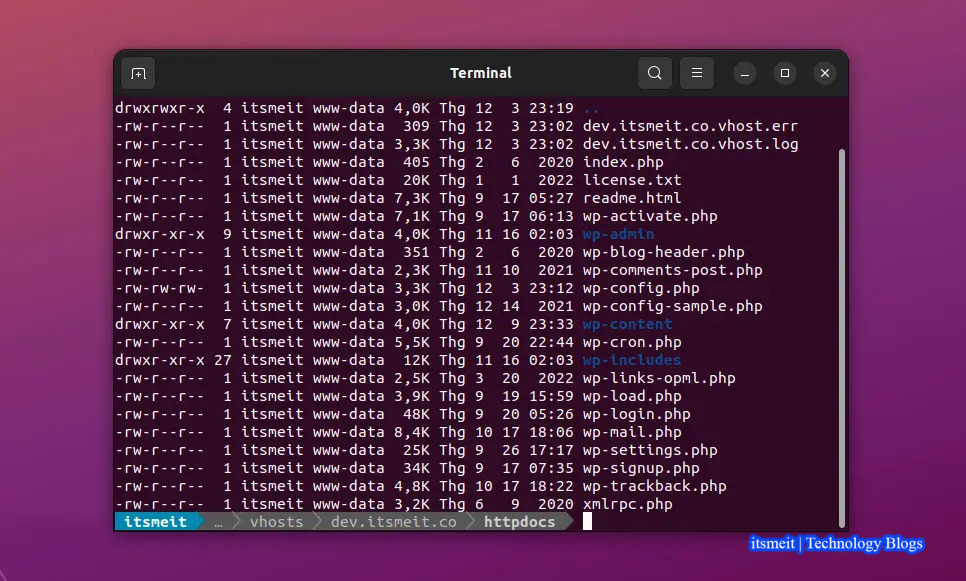 Terminal
drwxrwxr-x  4 itsmeit www-data 4,0K Thg 12  3 23:19 ..
-rw-r--r--  1 itsmeit www-data  309 Thg 12  3 23:02 dev.itsmeit.co.vhost.err
-rw-r--r--  1 itsmeit www-data 3,3K Thg 12  3 23:02 dev.itsmeit.co.vhost.log
-rw-r--r--  1 itsmeit www-data  405 Thg 2   6  2020 index.php
-rw-r--r--  1 itsmeit www-data  20K Thg 1   1  2022 license.txt
-rw-r--r--  1 itsmeit www-data 7,3K Thg 9  17 05:27 readme.html
-rw-r--r--  1 itsmeit www-data 7,1K Thg 9  17 06:13 wp-activate.php
drwxr-xr-x  9 itsmeit www-data 4,0K Thg 11 16 02:03 wp-admin
-rw-r--r--  1 itsmeit www-data  351 Thg 2   6  2020 wp-blog-header.php
-rw-r--r--  1 itsmeit www-data 2,3K Thg 11 10  2021 wp-comments-post.php
-rw-rw-rw-  1 itsmeit www-data 3,3K Thg 12  3 23:12 wp-config.php
-rw-r--r--  1 itsmeit www-data 3,0K Thg 12 14  2021 wp-config-sample.php
drwxr-xr-x  7 itsmeit www-data 4,0K Thg 12  9 23:33 wp-content
-rw-r--r--  1 itsmeit www-data 5,5K Thg 9  20 22:44 wp-cron.php
drwxr-xr-x 27 itsmeit www-data  12K Thg 11 16 02:03 wp-includes
-rw-r--r--  1 itsmeit www-data 2,5K Thg 3  20  2022 wp-links-opml.php
-rw-r--r--  1 itsmeit www-data 3,9K Thg 9  19 15:59 wp-load.php
-rw-r--r--  1 itsmeit www-data  48K Thg 9  20 05:26 wp-login.php
-rw-r--r--  1 itsmeit www-data 8,4K Thg 10 17 18:06 wp-mail.php
-rw-r--r--  1 itsmeit www-data  25K Thg 9  26 17:17 wp-settings.php
-rw-r--r--  1 itsmeit www-data  34K Thg 9  17 07:35 wp-signup.php
-rw-r--r--  1 itsmeit www-data 4,8K Thg 10 17 18:22 wp-trackback.php
-rw-r--r--  1 itsmeit www-data 3,2K Thg 6   9  2020 xmlrpc.php
itsmeit … vhosts dev.itsmeit.co httpdocs
itsmeit | Technology Blogs